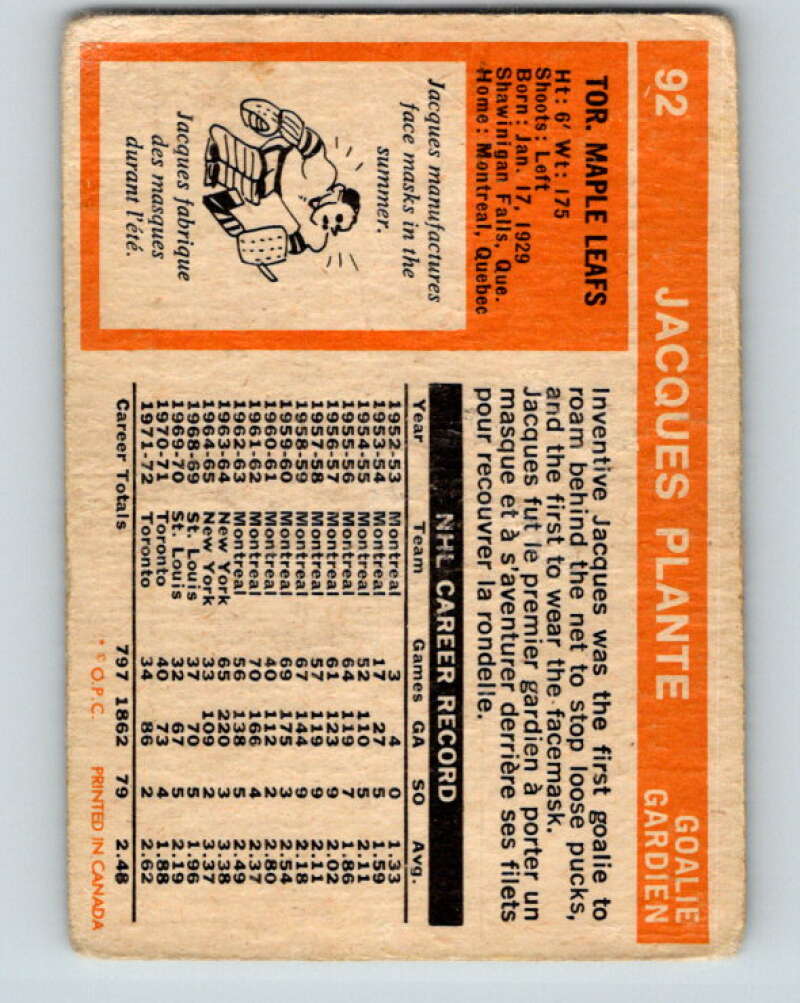 92 JACQUES PLANTE GOALIE
GARDIEN
TOR. MAPLE LEAFS
Ht: 6' Wt: 175
Shoots: Left
Born: Jan. 17, 1929
Shawinigan Falls, Que.
Home: Montreal, Quebec
Jacques manufactures
face masks in the
summer.
Jacques fabrique
des masques
durant l'été.
Inventive Jacques was the first goalie to
roam behind the net to stop loose pucks,
and the first to wear the facemask.
Jacques fut le premier gardien à porter un
masque et à s'aventurer derrière ses filets
pour recouvrer la rondelle.
NHL CAREER RECORD
Year Team Games GA SO Avg.
1952-53 Montreal 3 4 0 1.33
1953-54 Montreal 17 27 5 1.59
1954-55 Montreal 52 110 5 2.11
1955-56 Montreal 64 119 7 1.86
1956-57 Montreal 61 123 9 2.02
1957-58 Montreal 57 119 9 2.11
1958-59 Montreal 67 144 9 2.18
1959-60 Montreal 69 175 3 2.54
1960-61 Montreal 40 112 2 2.80
1961-62 Montreal 70 166 4 2.37
1962-63 Montreal 56 138 5 2.49
1963-64 New York 65 220 3 3.38
1964-65 New York 33 109 2 3.37
1968-69 St. Louis 37 70 5 1.96
1969-70 St. Louis 32 67 5 2.19
1970-71 Toronto 40 73 4 1.88
1971-72 Toronto 34 86 2 2.62
Career Totals 797 1862 79 2.48
* © O.P.C. PRINTED IN CANADA